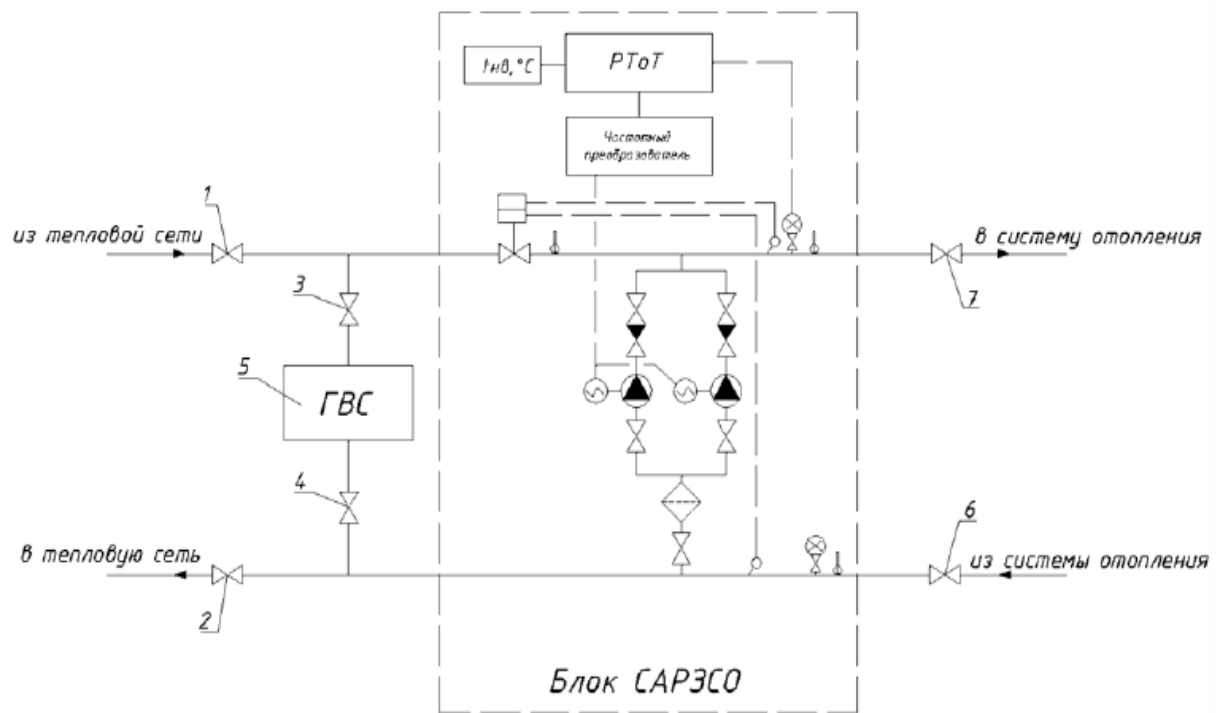 tнв,°С
РТоТ
Частотный
преобразователь
1
из тепловой сети
в систему отопления
3
7
5
ГВС
4
6
в тепловую сеть
из системы отопления
2
Блок САРЗСО